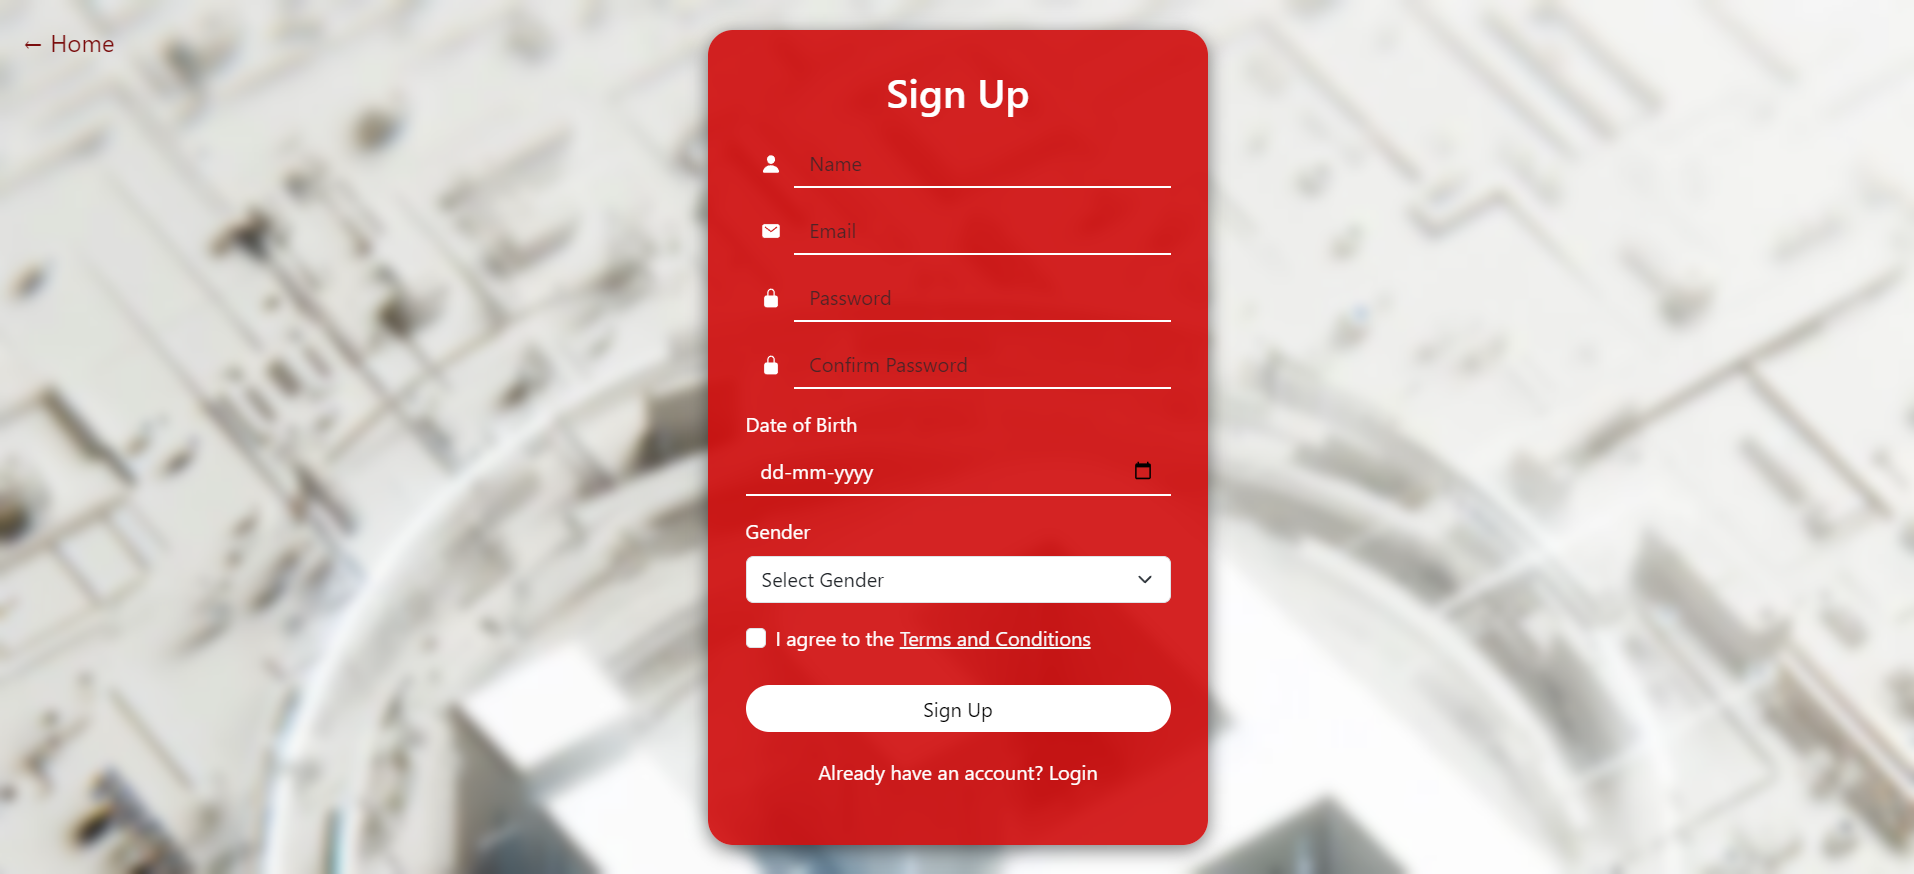 ← Home
Sign Up
Name
Email
Password
Confirm Password
Date of Birth
dd-mm-yyyy
Gender
Select Gender
I agree to the Terms and Conditions
Sign Up
Already have an account? Login